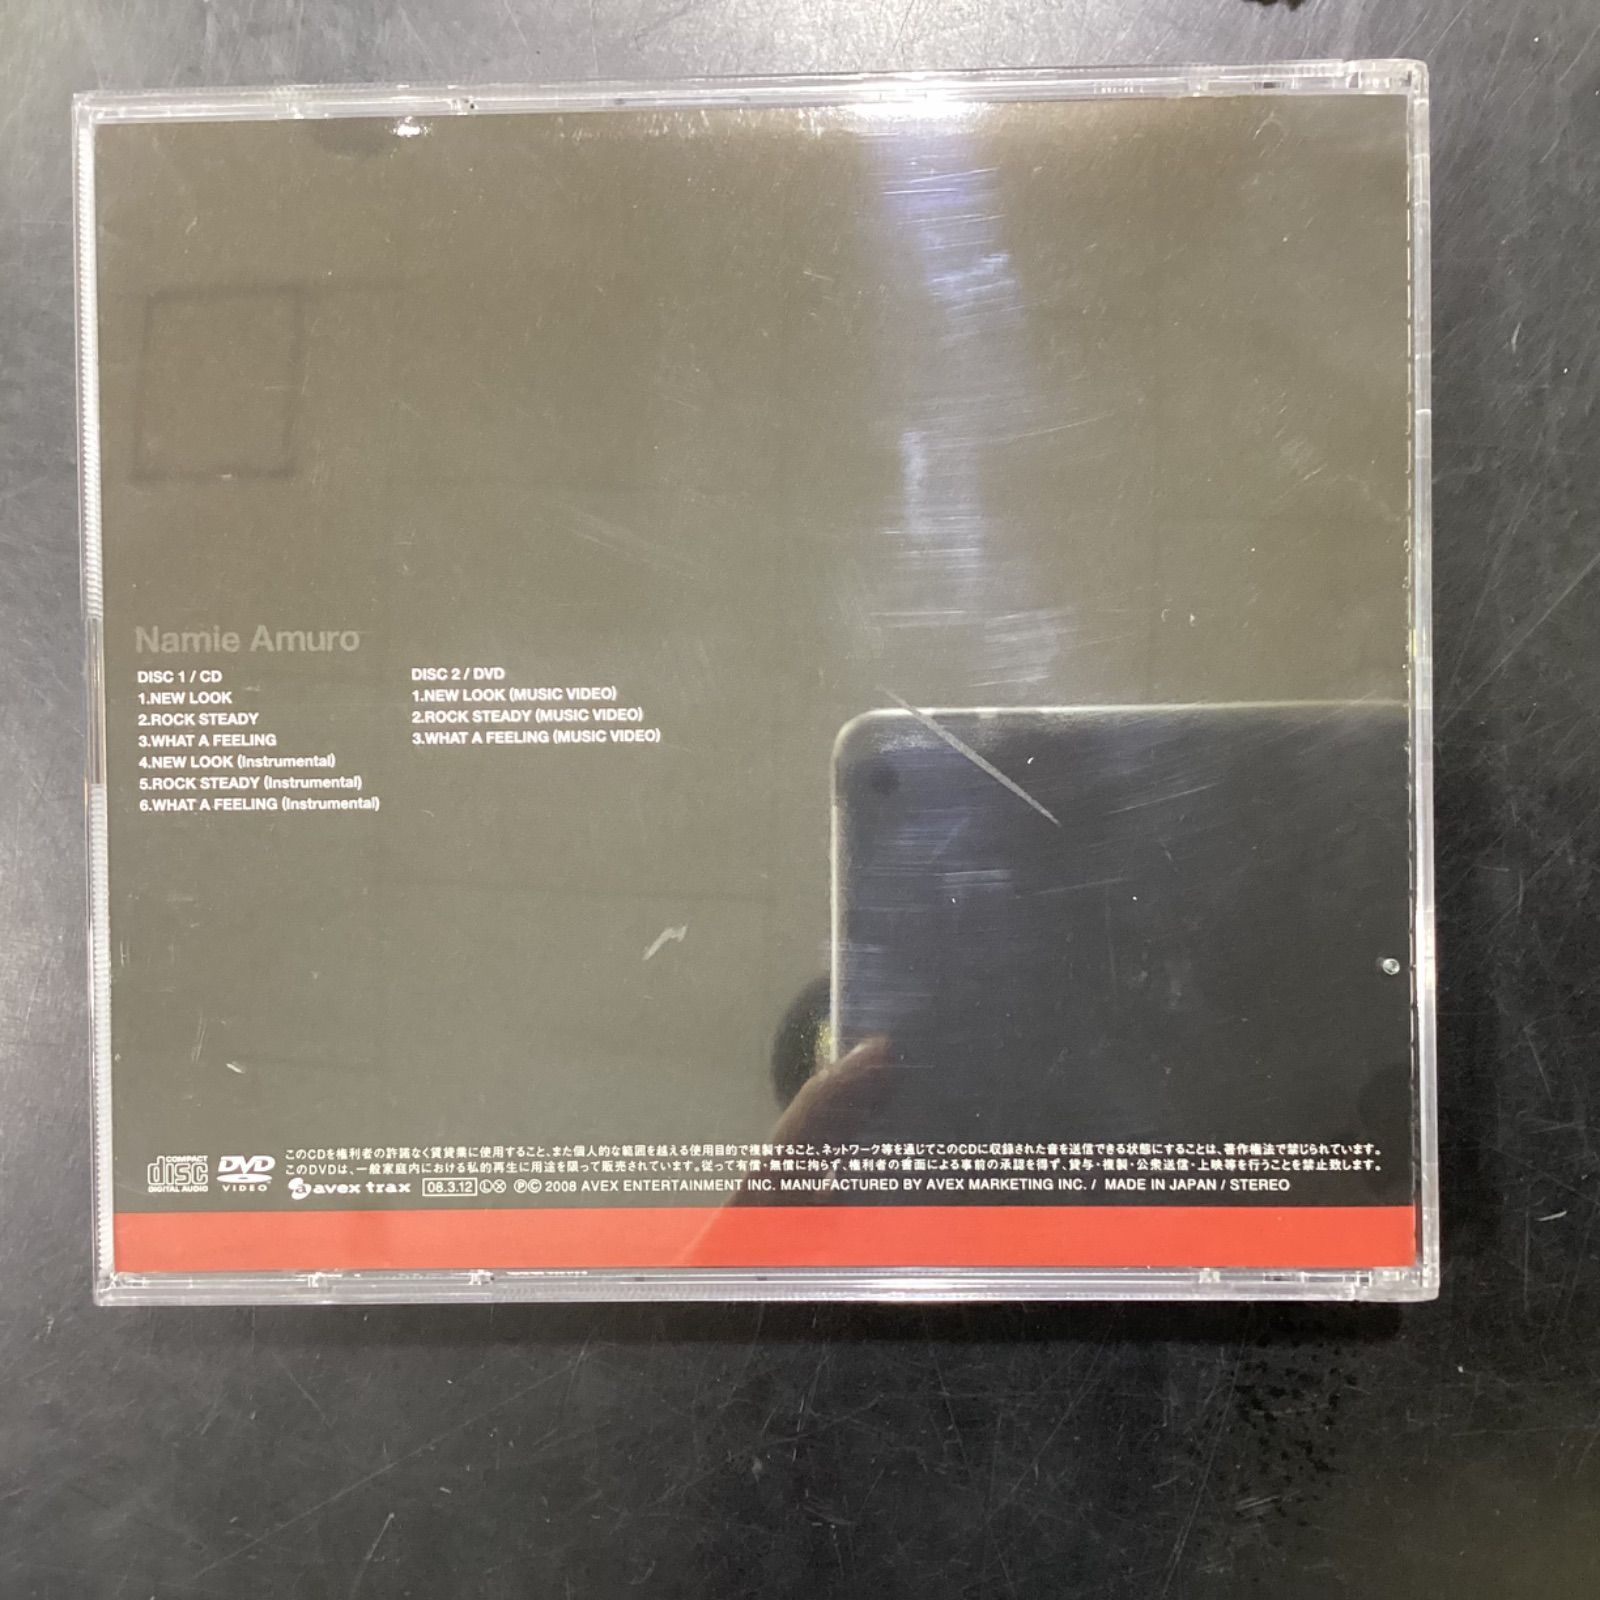 Namie Amuro
DISC 1 / CD
1.NEW LOOK
2.ROCK STEADY
3.WHAT A FEELING
4.NEW LOOK (Instrumental)
5.ROCK STEADY (Instrumental)
6.WHAT A FEELING (Instrumental)
DISC 2 / DVD
1.NEW LOOK (MUSIC VIDEO)
2.ROCK STEADY (MUSIC VIDEO)
3.WHAT A FEELING (MUSIC VIDEO)
COMPACT
disc
DIGITAL AUDIO
DVD
VIDEO
このCDを権利者の許諾なく賃貸業に使用すること、また個人的な範囲を越える使用目的で複製すること、ネットワーク等を通じてこのCDに収録された音を送信できる状態にすることは、著作権法で禁じられています。
このDVDは、一般家庭内における私的再生に用途を限って販売されています。従って有償・無償に拘らず、権利者の書面による事前の承認を得ず、貸与・複製・公衆送信・上映等を行うことを禁止致します。
avex trax 08.3.12 Ⓛ Ⓧ ℗© 2008 AVEX ENTERTAINMENT INC. MANUFACTURED BY AVEX MARKETING INC. / MADE IN JAPAN / STEREO